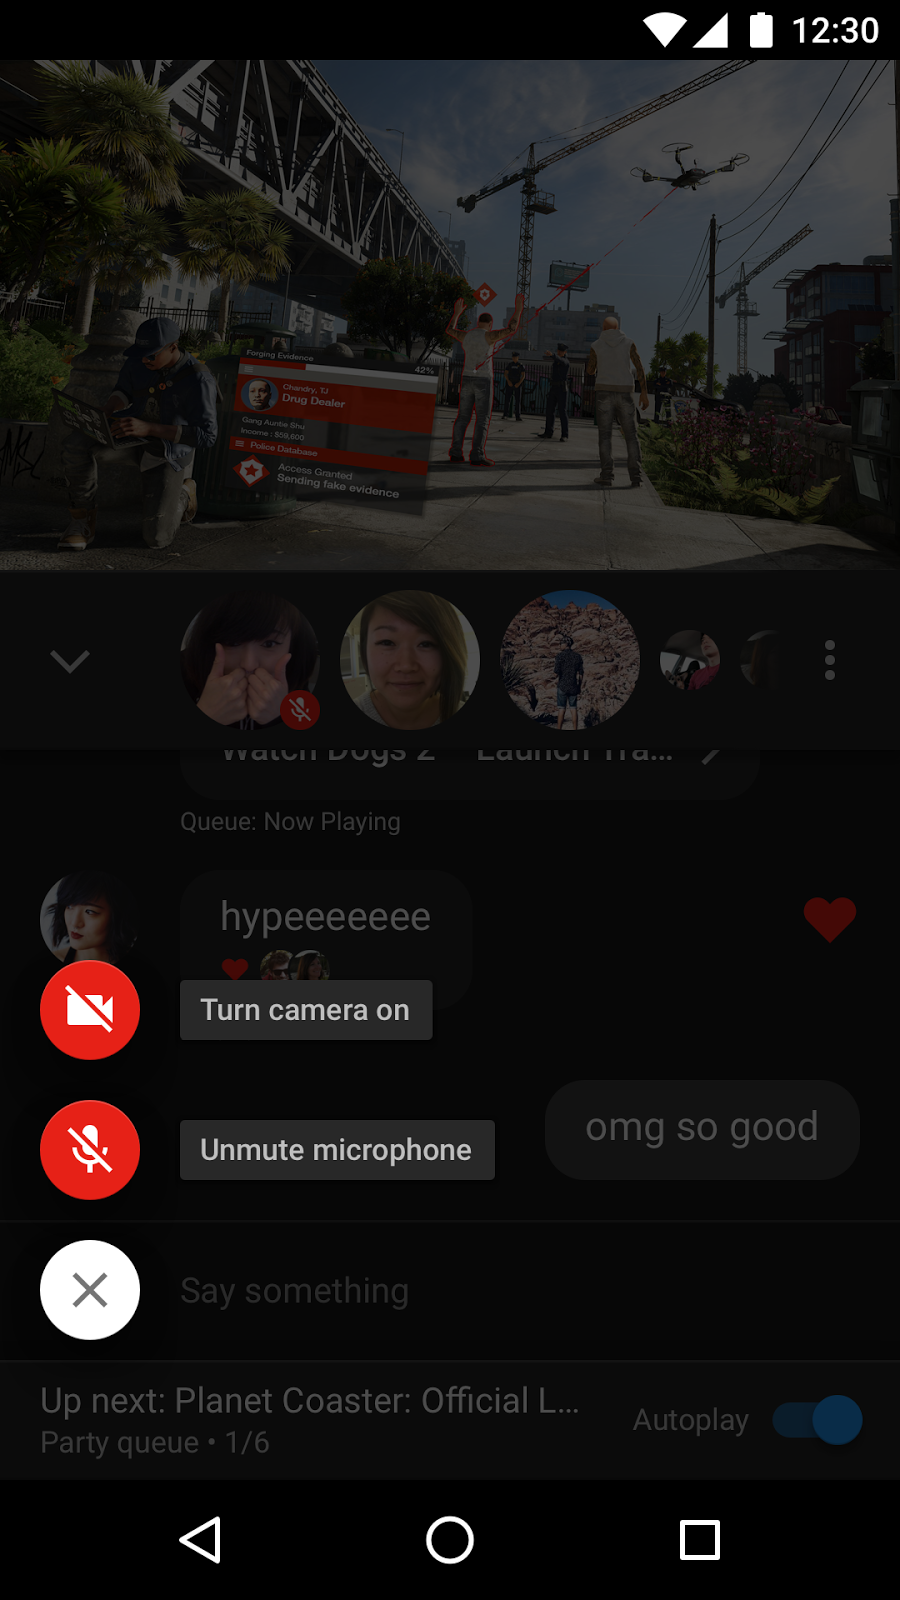 12:30
Forging Evidence
42%
Chandry, TJ
Drug Dealer
Gang Auntie Shu
Income : $59,600
Police Database
Access Granted
Sending fake evidence
Watch Dogs 2 Launch Tra...
Queue: Now Playing
hypeeeeeee
Turn camera on
omg so good
Unmute microphone
Say something
Up next: Planet Coaster: Official L...
Autoplay
Party queue • 1/6